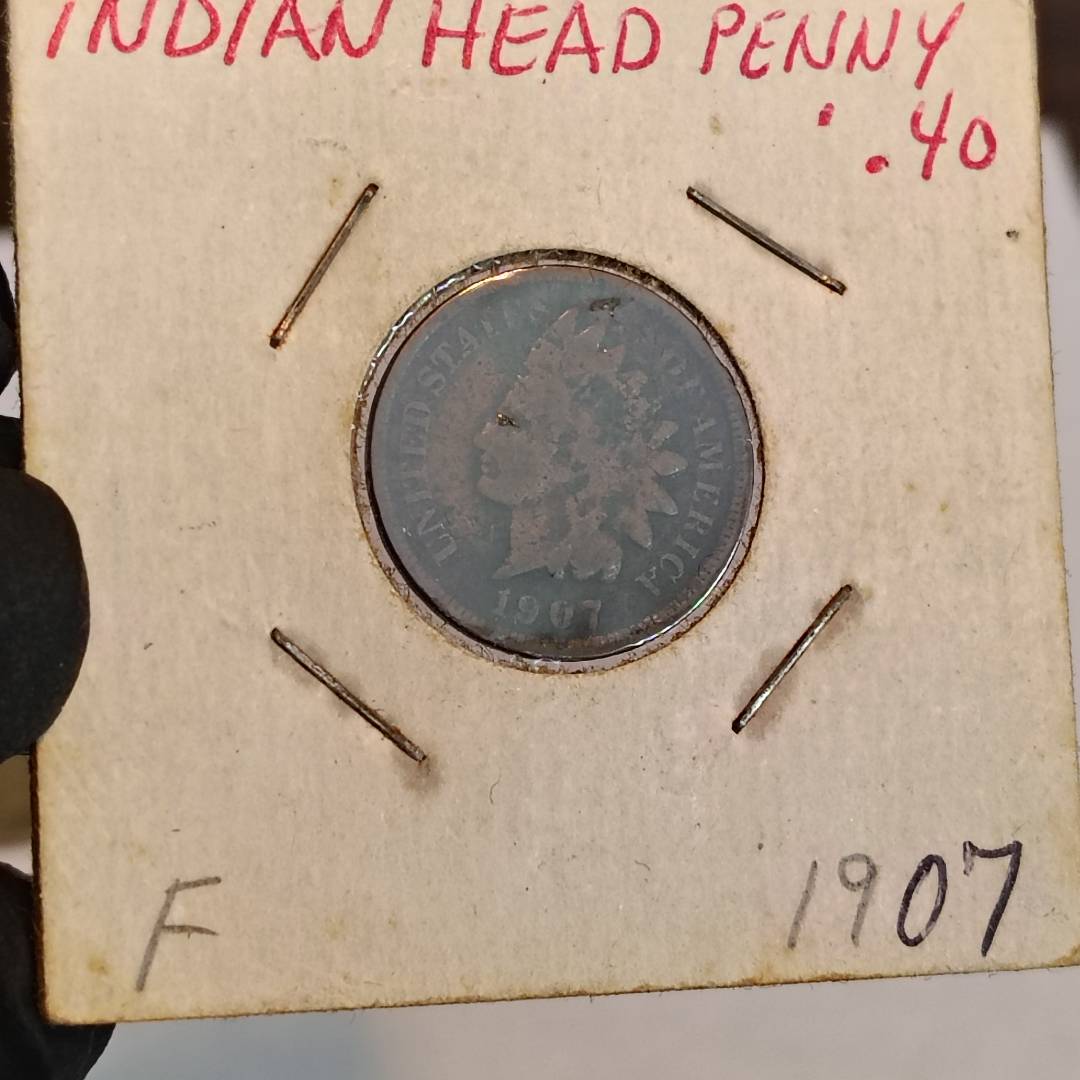 INDIAN HEAD PENNY
.40
UNITED STATES OF AMERICA
1907
F
1907